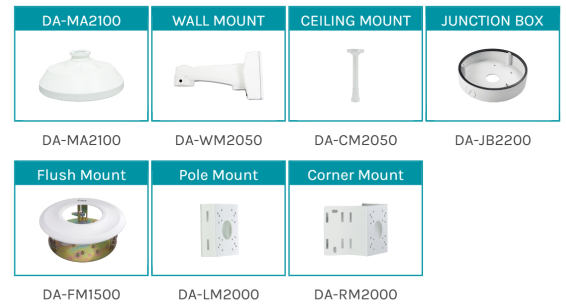 DA-MA2100 WALL MOUNT CEILING MOUNT JUNCTION BOX
DA-MA2100 DA-WM2050 DA-CM2050 DA-JB2200
Flush Mount Pole Mount Corner Mount
DA-FM1500 DA-LM2000 DA-RM2000